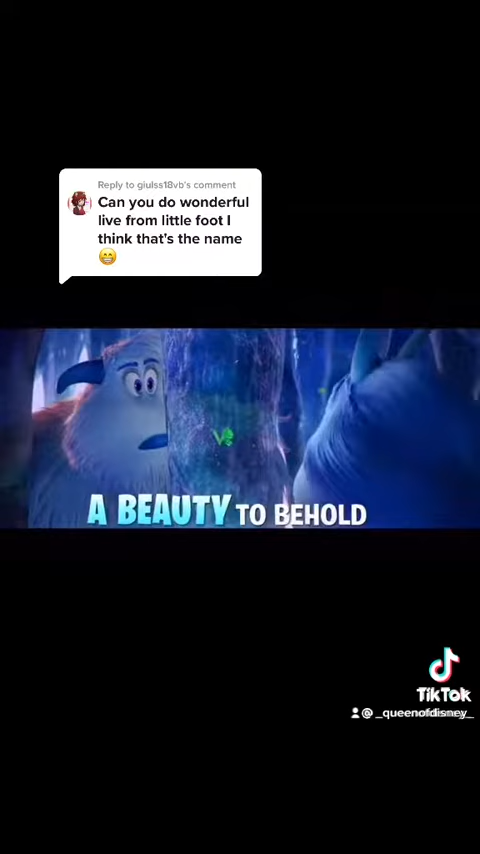 Reply to giulss18vb's comment
Can you do wonderful
live from little foot I
think that's the name
😁
A BEAUTY TO BEHOLD
TikTok
@_queenofdisney_